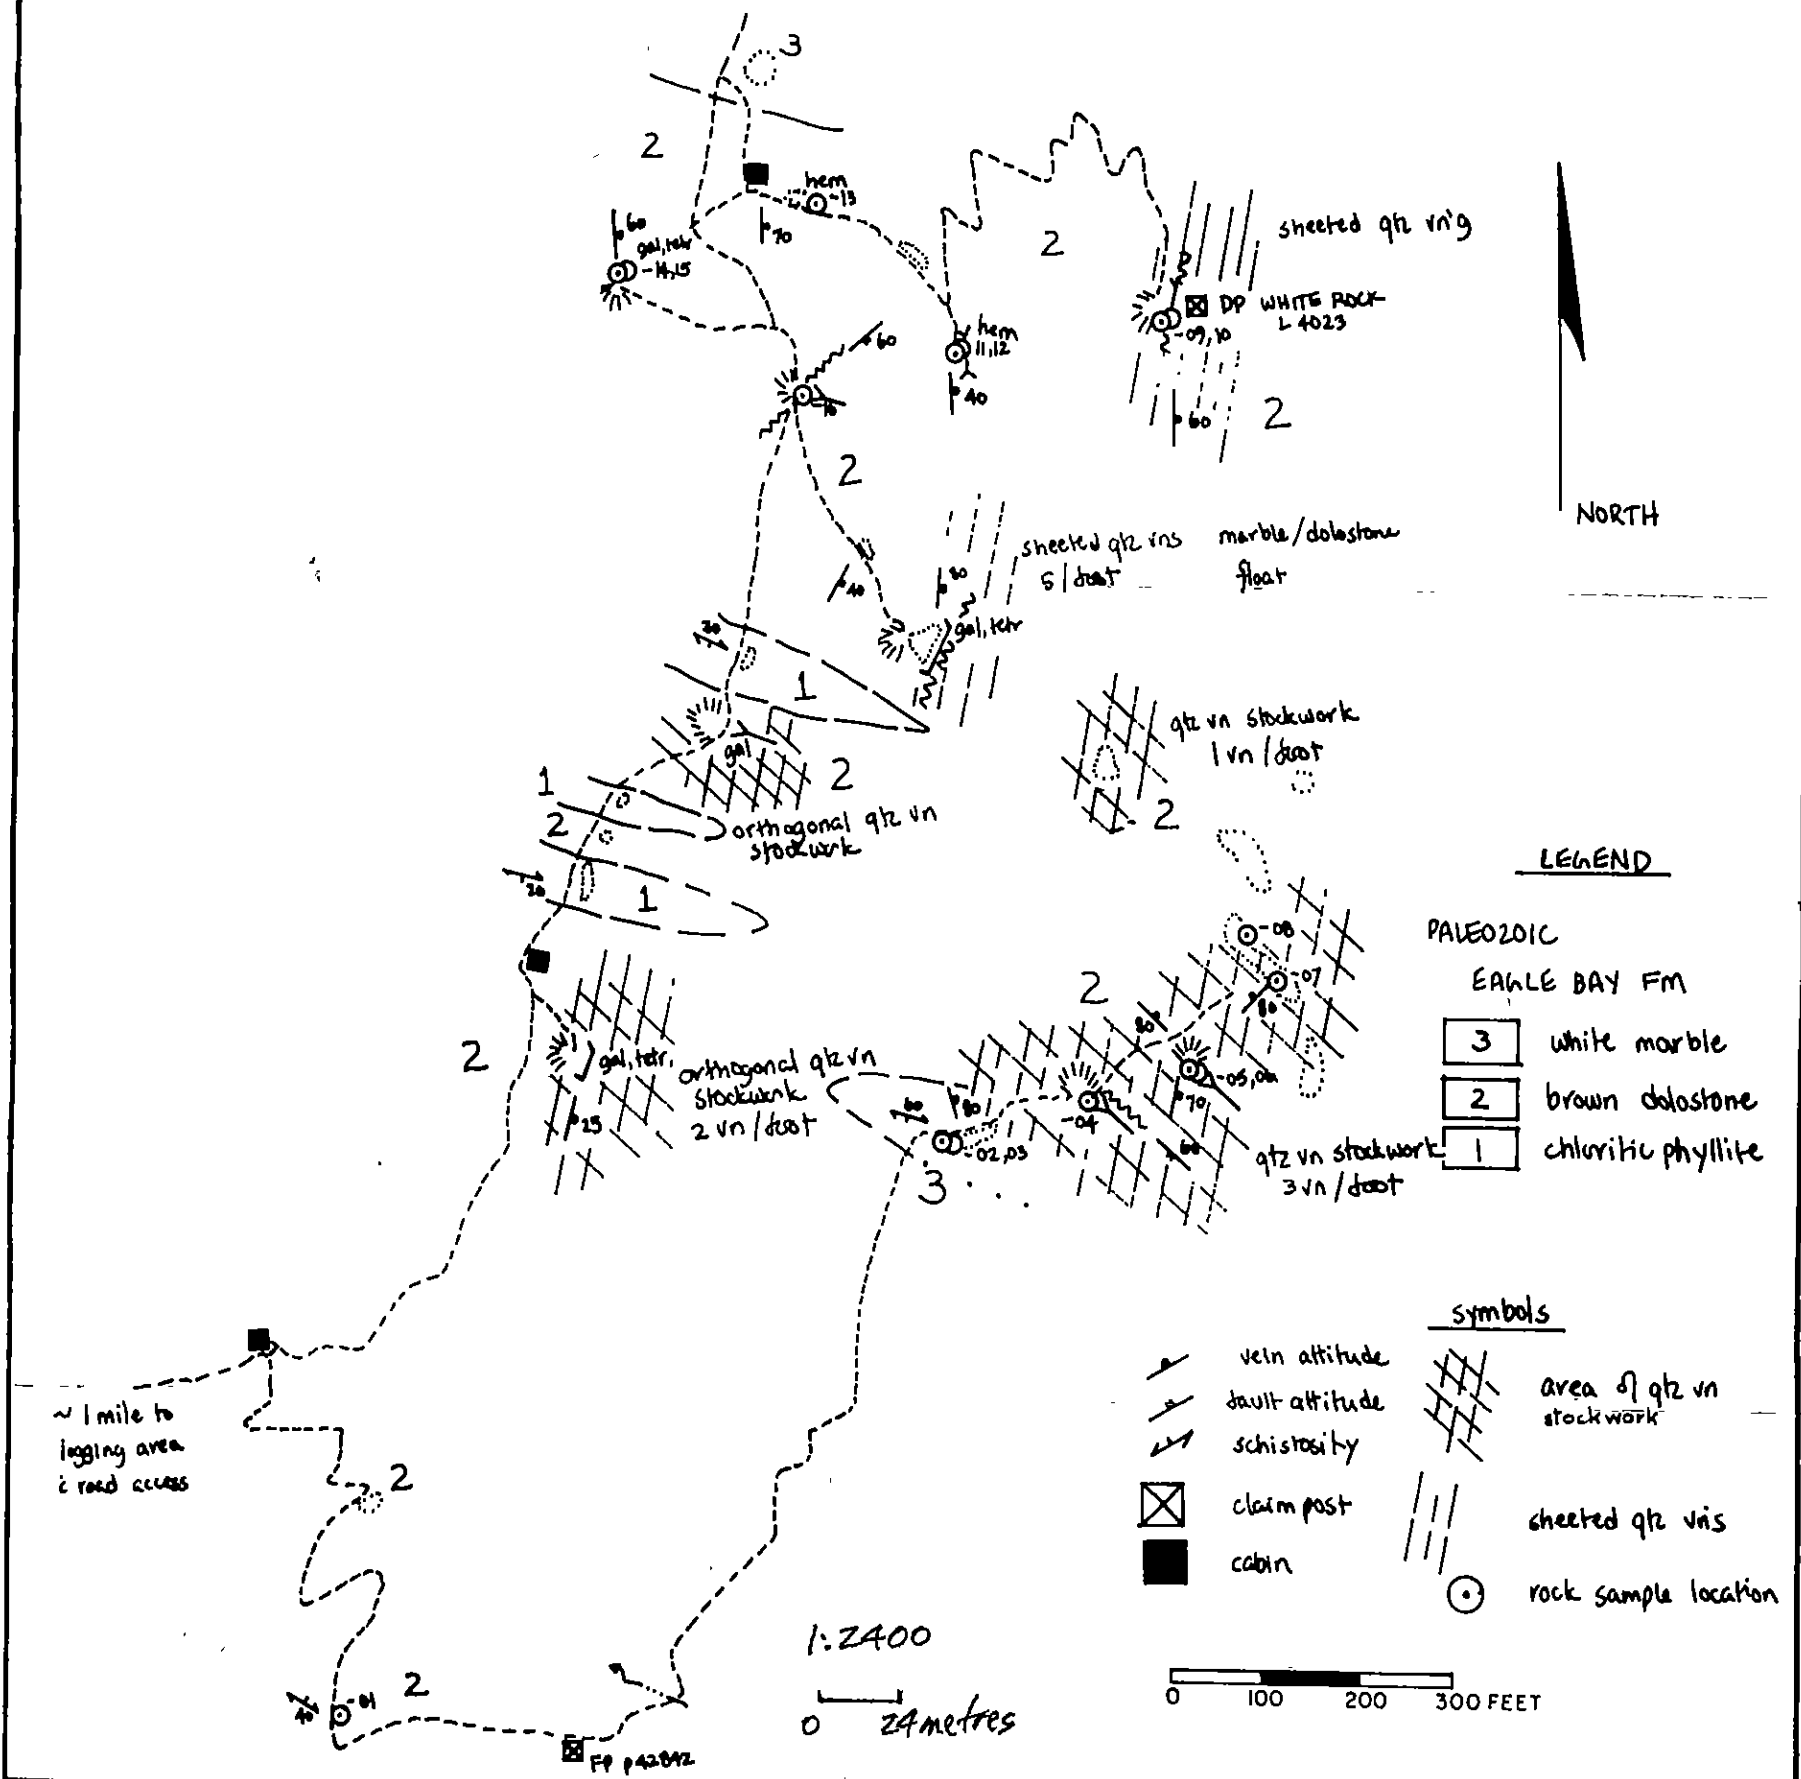 3
2
hem
-13
60
gal, tetr
-14,15
70
2
sheeted qtz vn'g
DP WHITE ROCK
L 4023
-09,10
hem
11,12
60
-16
40
60
2
2
NORTH
sheeted qtz vns
5/foot
marble/dolostone
float
80
40
gal, tetr
30
1
gal
2
qtz vn stockwork
1 vn/foot
2
1
2
orthogonal qtz vn
stockwork
20
1
LEGEND
PALEOZOIC
EAGLE BAY FM
3 white marble
2 brown dolostone
1 chloritic phyllite
-08
-07
80
2
80
2
gal, tetr,
orthogonal qtz vn
stockwork
2 vn/foot
25
60
80
-02,03
3
-04
-05,06
70
60
qtz vn stockwork
3 vn/foot
symbols
vein attitude
fault attitude
schistosity
claim post
cabin
area of qtz vn
stockwork
sheeted qtz vns
rock sample location
~ 1 mile to
logging area
c̄ road access
2
40
-01
2
FP p42842
1:2400
0 24 metres
0 100 200 300 FEET